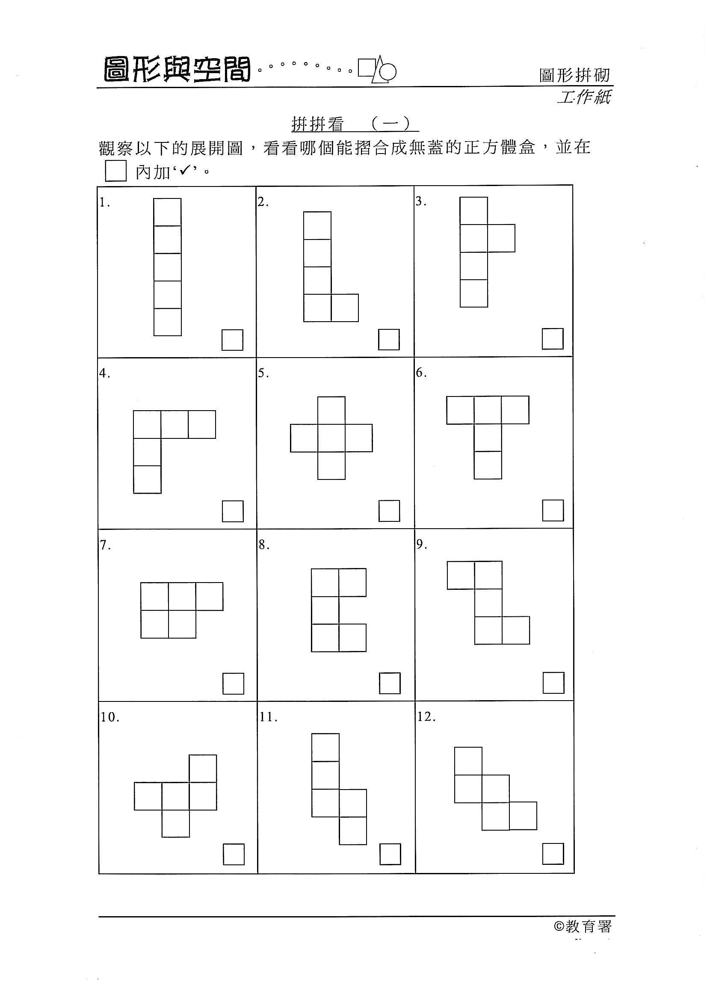 圖形與空間
圖形拼砌
工作紙
拼拼看 （一）
觀察以下的展開圖，看看哪個能摺合成無蓋的正方體盒，並在
內加‘✓’。
1. 2. 3.
4. 5. 6.
7. 8. 9.
10. 11. 12.
©教育署